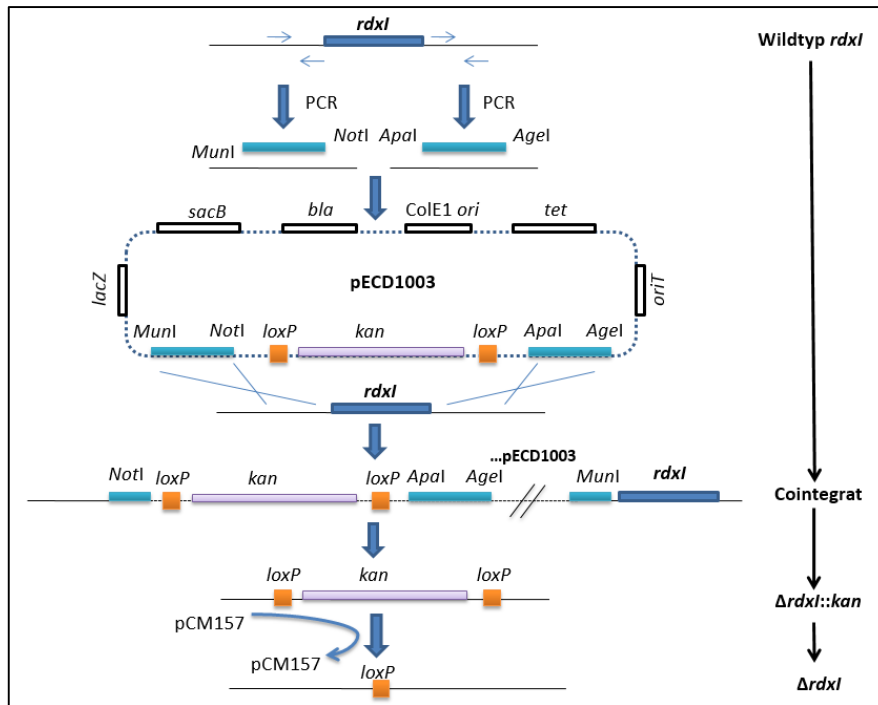 rdxI
Wildtyp rdxI
PCR
PCR
MunI
NotI
ApaI
AgeI
sacB
bla
ColE1 ori
tet
lacZ
pECD1003
oriT
MunI
NotI
loxP
kan
loxP
ApaI
AgeI
rdxI
...pECD1003
NotI
loxP
kan
loxP
ApaI
AgeI
MunI
rdxI
Cointegrat
loxP
kan
loxP
ΔrdxI::kan
pCM157
pCM157
loxP
ΔrdxI